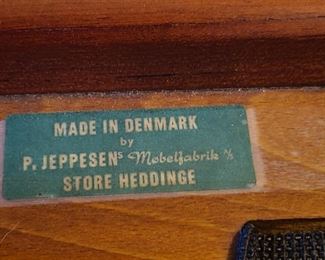 MADE IN DENMARK
by
P. JEPPESENS Møbelfabrik A/S
STORE HEDDINGE